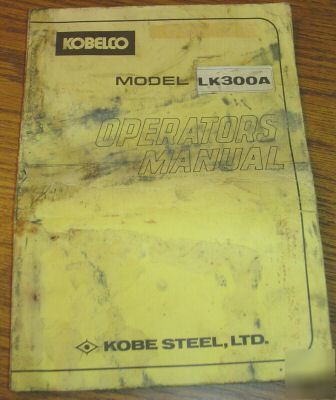 KOBELCO
MODEL LK300A
OPERATORS
MANUAL
KOBE STEEL, LTD.